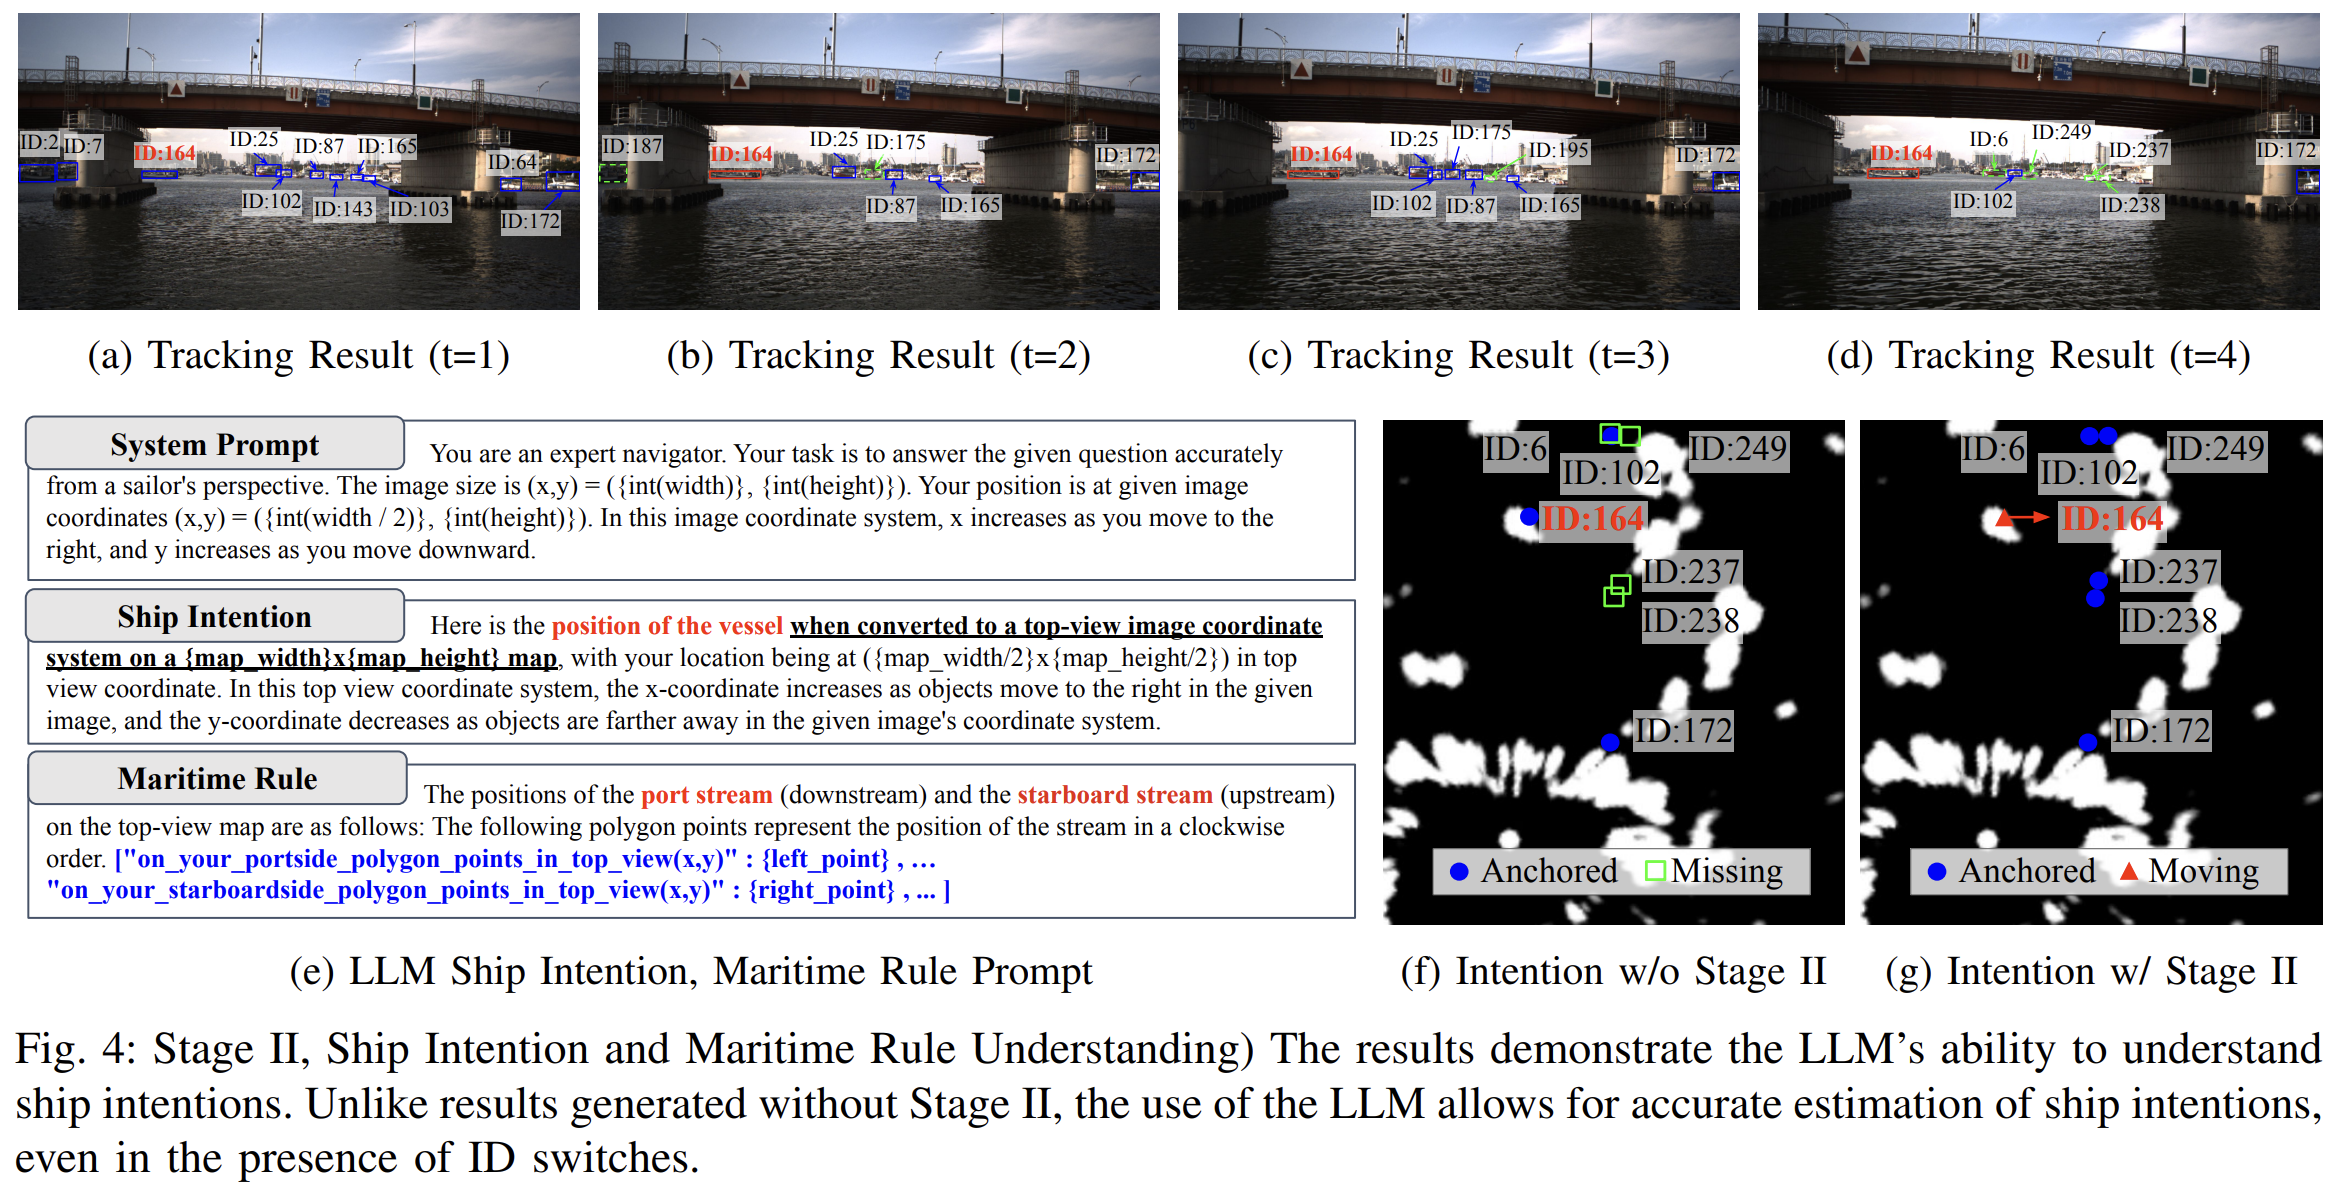 ID:2 ID:7 ID:164 ID:25 ID:87 ID:165 ID:64
ID:102 ID:143 ID:103 ID:172
ID:187 ID:164 ID:25 ID:175 ID:172
ID:87 ID:165
ID:164 ID:25 ID:175 ID:195 ID:172
ID:102 ID:87 ID:165
ID:164 ID:6 ID:249 ID:237 ID:172
ID:102 ID:238
(a) Tracking Result (t=1)
(b) Tracking Result (t=2)
(c) Tracking Result (t=3)
(d) Tracking Result (t=4)
System Prompt
You are an expert navigator. Your task is to answer the given question accurately
from a sailor's perspective. The image size is (x,y) = ({int(width)}, {int(height)}). Your position is at given image
coordinates (x,y) = ({int(width / 2)}, {int(height)}). In this image coordinate system, x increases as you move to the
right, and y increases as you move downward.
Ship Intention
Here is the position of the vessel when converted to a top-view image coordinate
system on a {map_width}x{map_height} map, with your location being at ({map_width/2}x{map_height/2}) in top
view coordinate. In this top view coordinate system, the x-coordinate increases as objects move to the right in the given
image, and the y-coordinate decreases as objects are farther away in the given image's coordinate system.
Maritime Rule
The positions of the port stream (downstream) and the starboard stream (upstream)
on the top-view map are as follows: The following polygon points represent the position of the stream in a clockwise
order. ["on_your_portside_polygon_points_in_top_view(x,y)" : {left_point} , …
"on_your_starboardside_polygon_points_in_top_view(x,y)" : {right_point} , ... ]
(e) LLM Ship Intention, Maritime Rule Prompt
ID:6
ID:249
ID:102
ID:164
ID:237
ID:238
ID:172
Anchored Missing
(f) Intention w/o Stage II
ID:6
ID:249
ID:102
ID:164
ID:237
ID:238
ID:172
Anchored Moving
(g) Intention w/ Stage II
Fig. 4: Stage II, Ship Intention and Maritime Rule Understanding) The results demonstrate the LLM’s ability to understand
ship intentions. Unlike results generated without Stage II, the use of the LLM allows for accurate estimation of ship intentions,
even in the presence of ID switches.